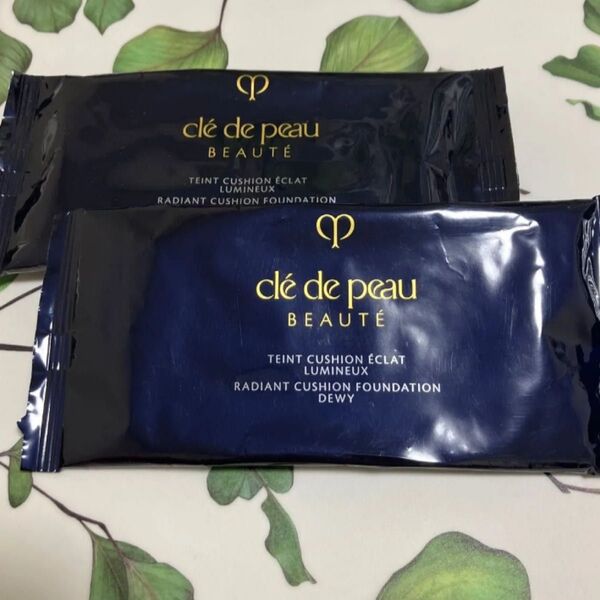 clé de peau
BEAUTÉ
TEINT CUSHION ÉCLAT
LUMINEUX
RADIANT CUSHION FOUNDATION
clé de peau
BEAUTÉ
TEINT CUSHION ÉCLAT
LUMINEUX
RADIANT CUSHION FOUNDATION
DEWY